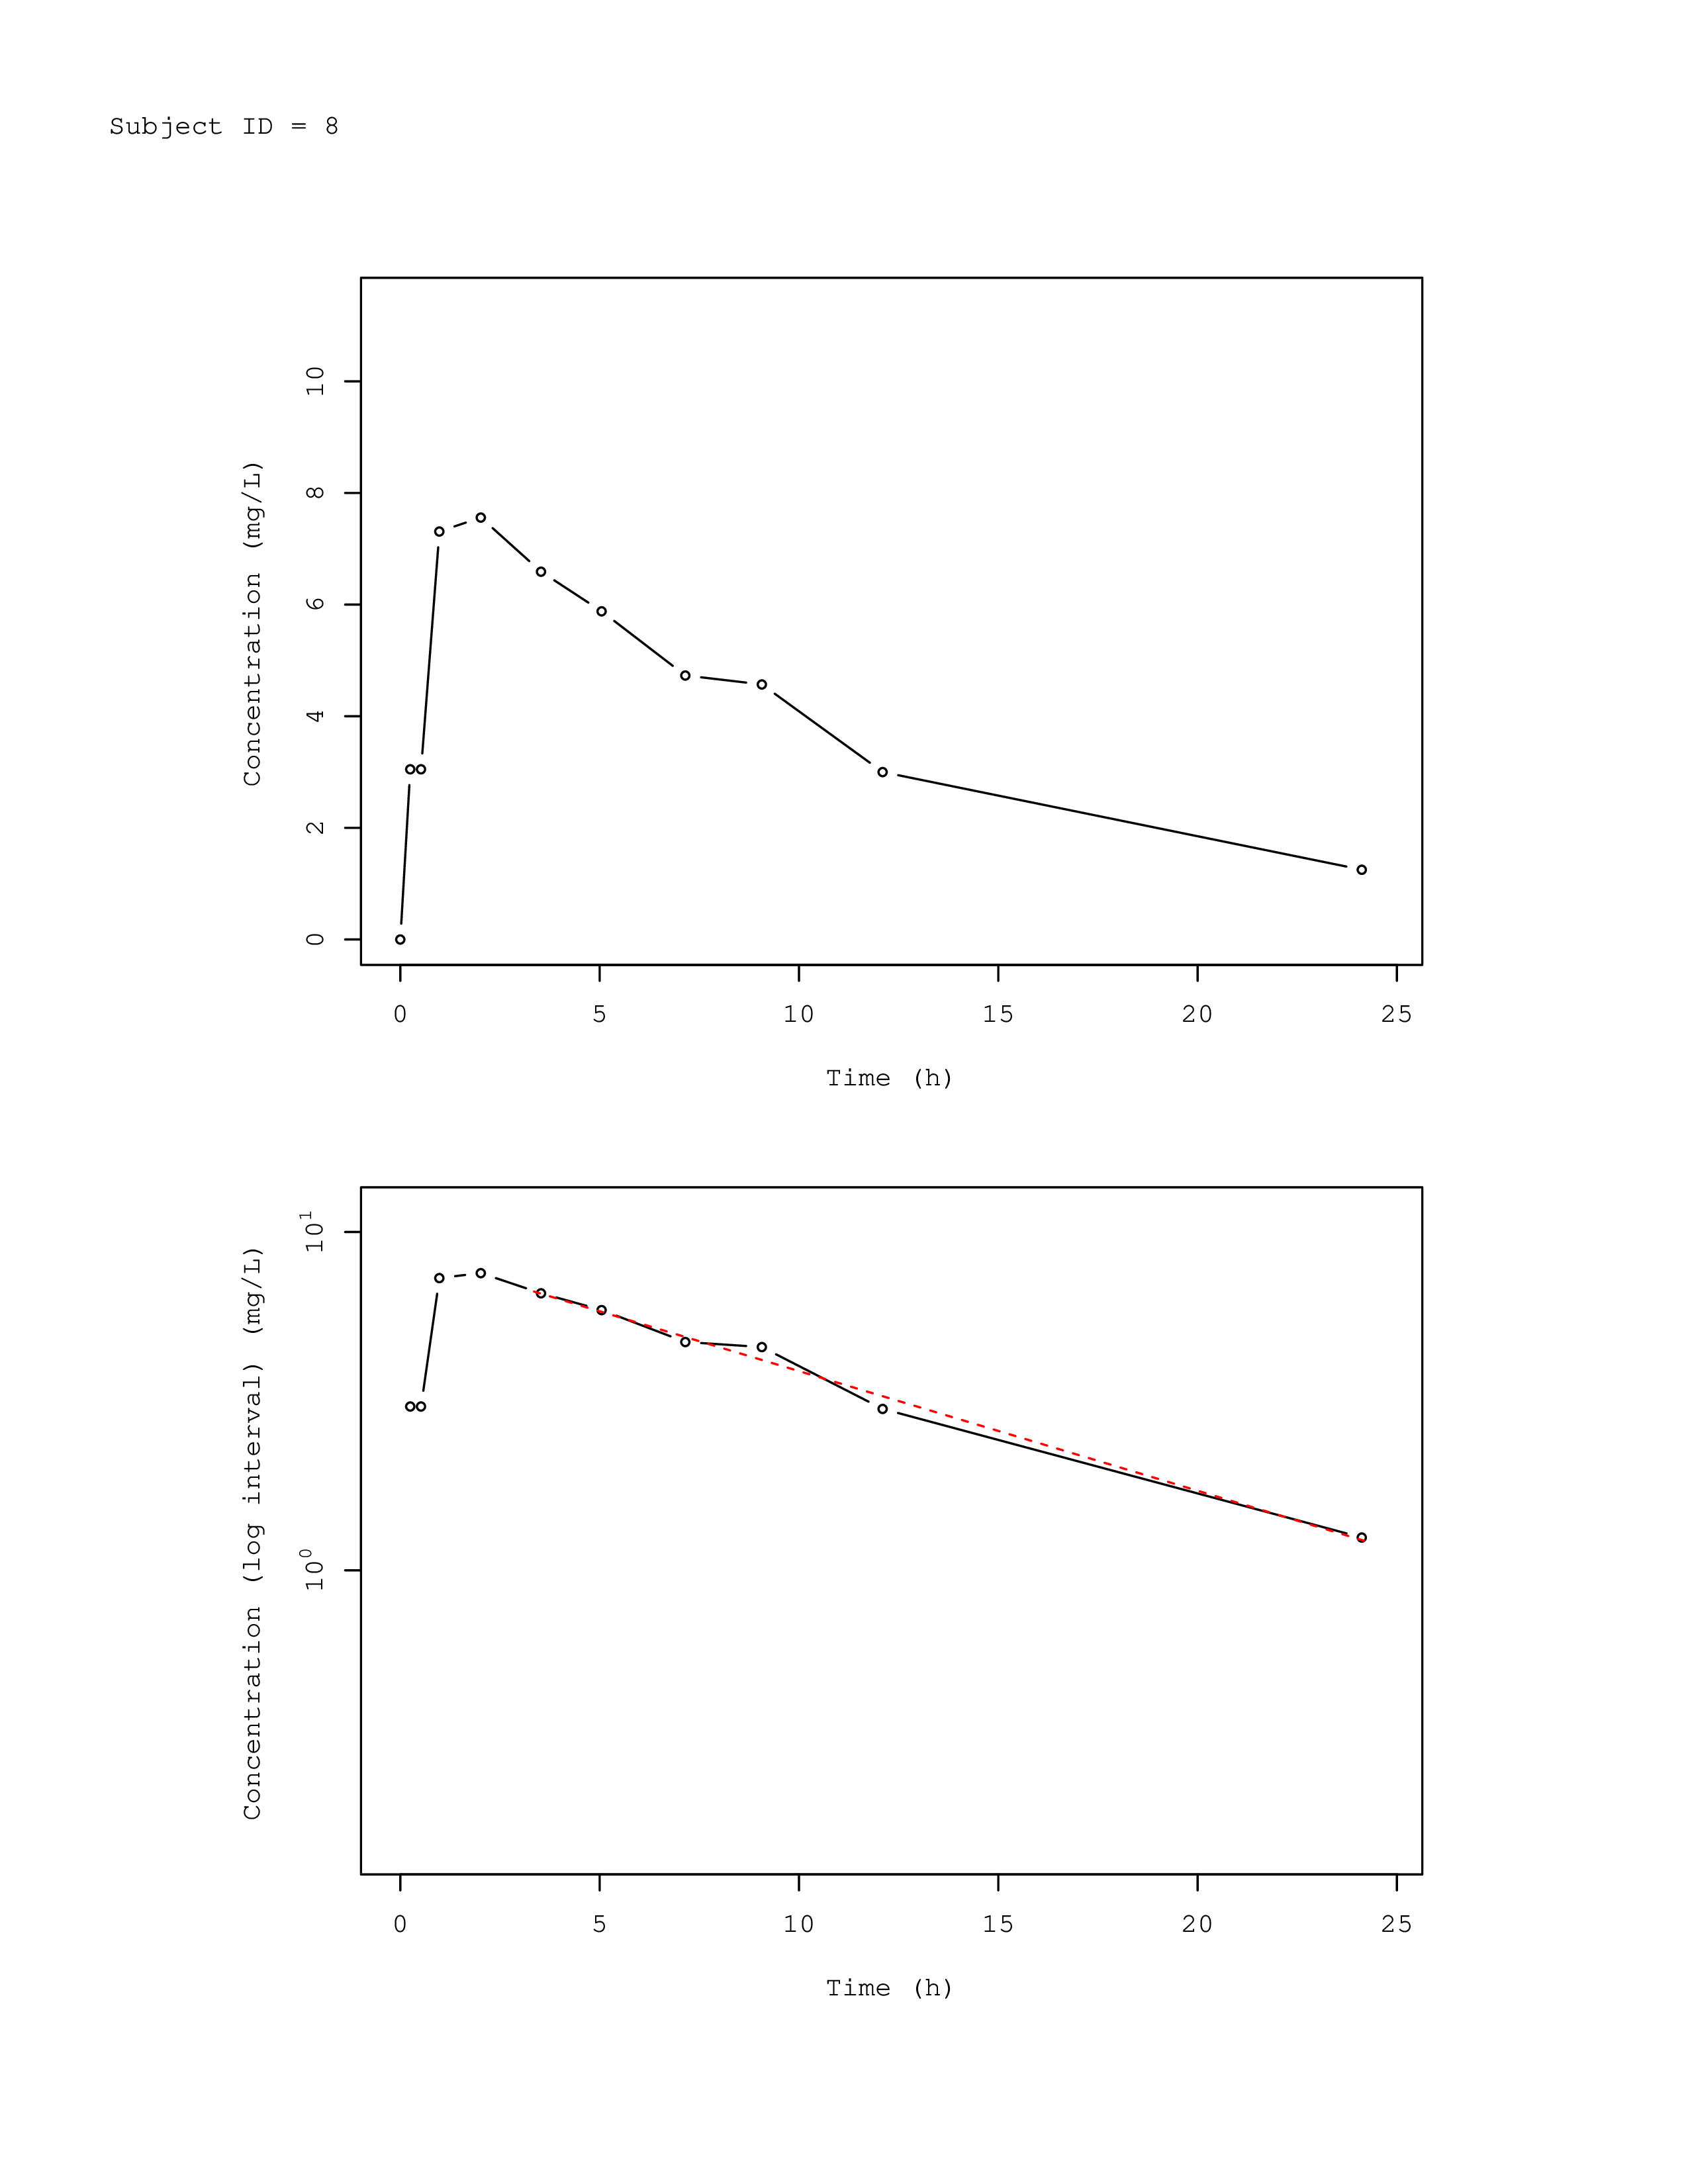 Subject ID = 8
Concentration (mg/L)
10
8
6
4
2
0
0 5 10 15 20 25
Time (h)
Concentration (log interval) (mg/L)
10¹
10⁰
0 5 10 15 20 25
Time (h)